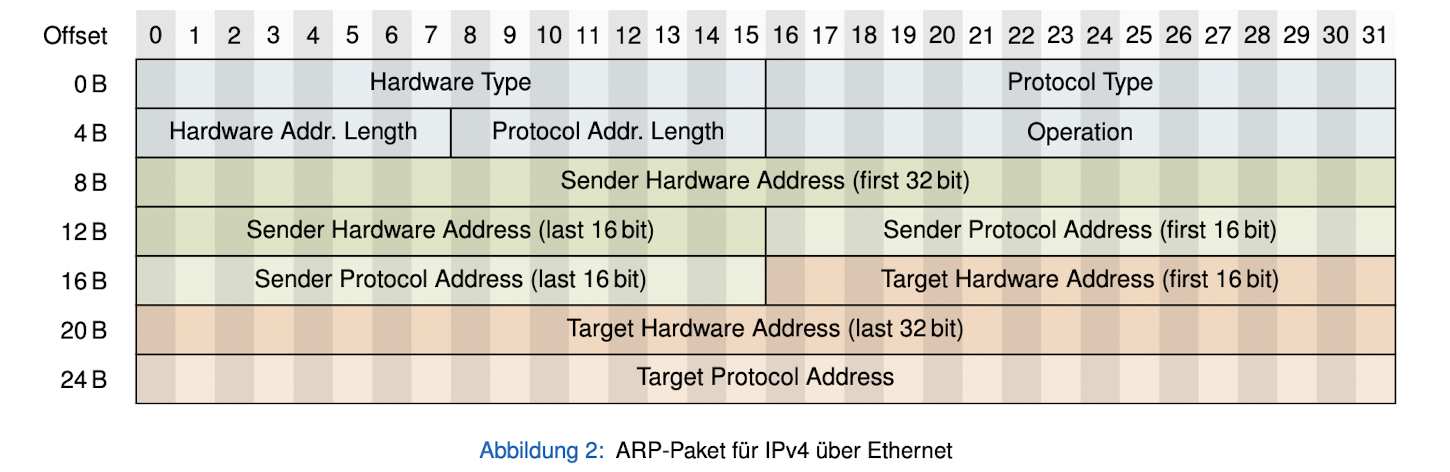 Offset 0 1 2 3 4 5 6 7 8 9 10 11 12 13 14 15 16 17 18 19 20 21 22 23 24 25 26 27 28 29 30 31
0 B Hardware Type Protocol Type
4 B Hardware Addr. Length Protocol Addr. Length Operation
8 B Sender Hardware Address (first 32 bit)
12 B Sender Hardware Address (last 16 bit) Sender Protocol Address (first 16 bit)
16 B Sender Protocol Address (last 16 bit) Target Hardware Address (first 16 bit)
20 B Target Hardware Address (last 32 bit)
24 B Target Protocol Address
Abbildung 2: ARP-Paket für IPv4 über Ethernet